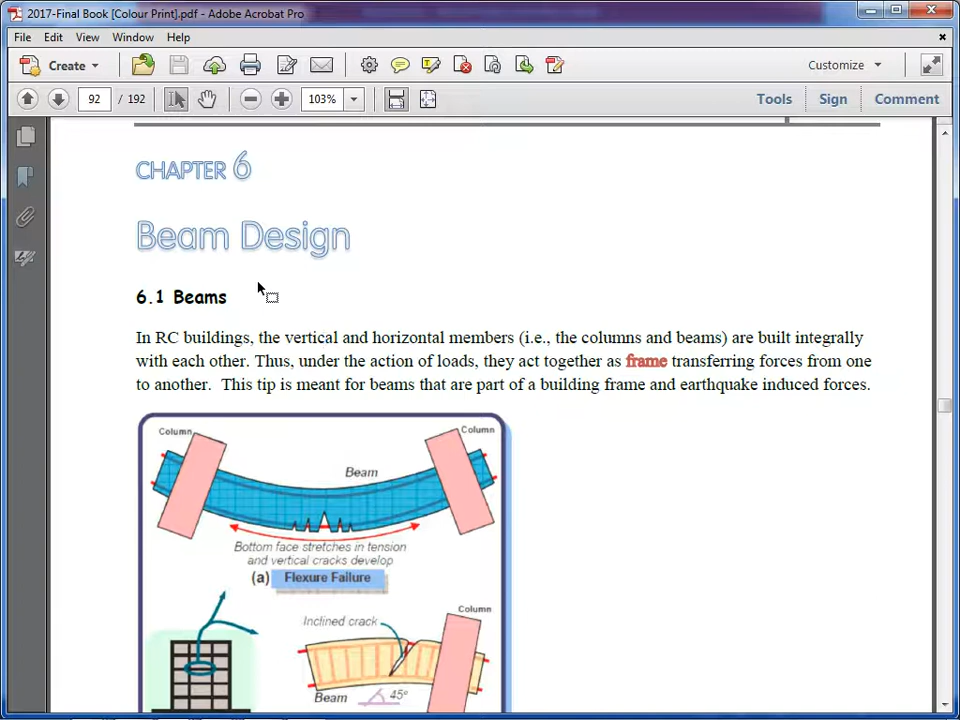 2017-Final Book [Colour Print].pdf - Adobe Acrobat Pro
File Edit View Window Help
Create Customize
92 / 192 103% Tools Sign Comment
CHAPTER 6
Beam Design
6.1 Beams
In RC buildings, the vertical and horizontal members (i.e., the columns and beams) are built integrally
with each other. Thus, under the action of loads, they act together as frame transferring forces from one
to another. This tip is meant for beams that are part of a building frame and earthquake induced forces.
Column Column
Beam
Bottom face stretches in tension
and vertical cracks develop
(a) Flexure Failure
Column
Inclined crack
Beam 45°